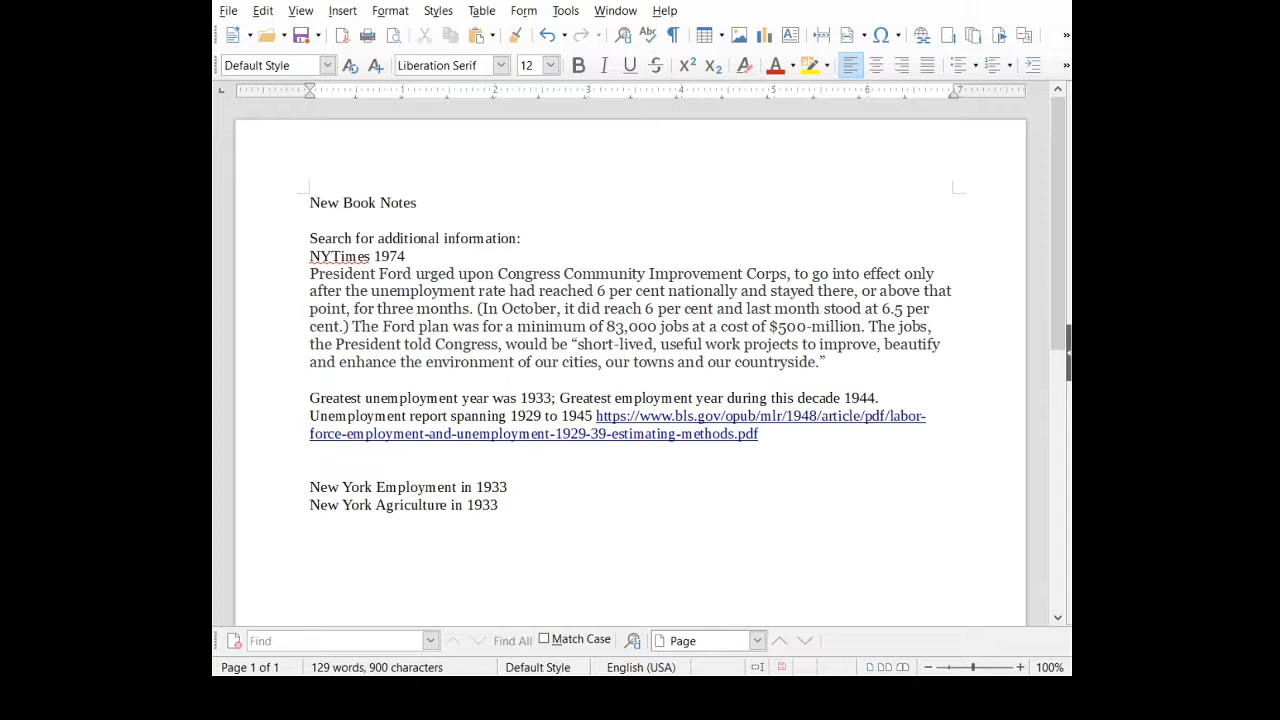 File Edit View Insert Format Styles Table Form Tools Window Help
Default Style Liberation Serif 12
1 2 3 4 5 6 7
New Book Notes
Search for additional information:
NYTimes 1974
President Ford urged upon Congress Community Improvement Corps, to go into effect only
after the unemployment rate had reached 6 per cent nationally and stayed there, or above that
point, for three months. (In October, it did reach 6 per cent and last month stood at 6.5 per
cent.) The Ford plan was for a minimum of 83,000 jobs at a cost of $500-million. The jobs,
the President told Congress, would be “short-lived, useful work projects to improve, beautify
and enhance the environment of our cities, our towns and our countryside.”
Greatest unemployment year was 1933; Greatest employment year during this decade 1944.
Unemployment report spanning 1929 to 1945 https://www.bls.gov/opub/mlr/1948/article/pdf/labor-
force-employment-and-unemployment-1929-39-estimating-methods.pdf
New York Employment in 1933
New York Agriculture in 1933
Find Find All Match Case Page
Page 1 of 1 129 words, 900 characters Default Style English (USA) 100%